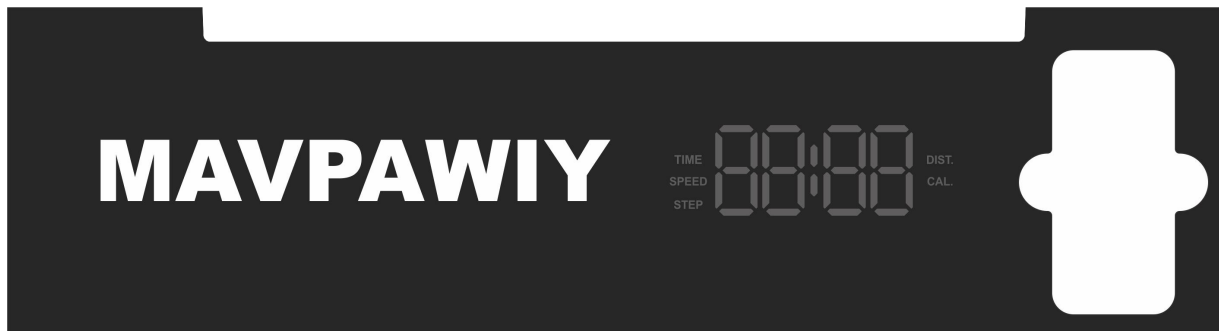 MAVPAWIY
TIME
SPEED
STEP
88:88
DIST.
CAL.